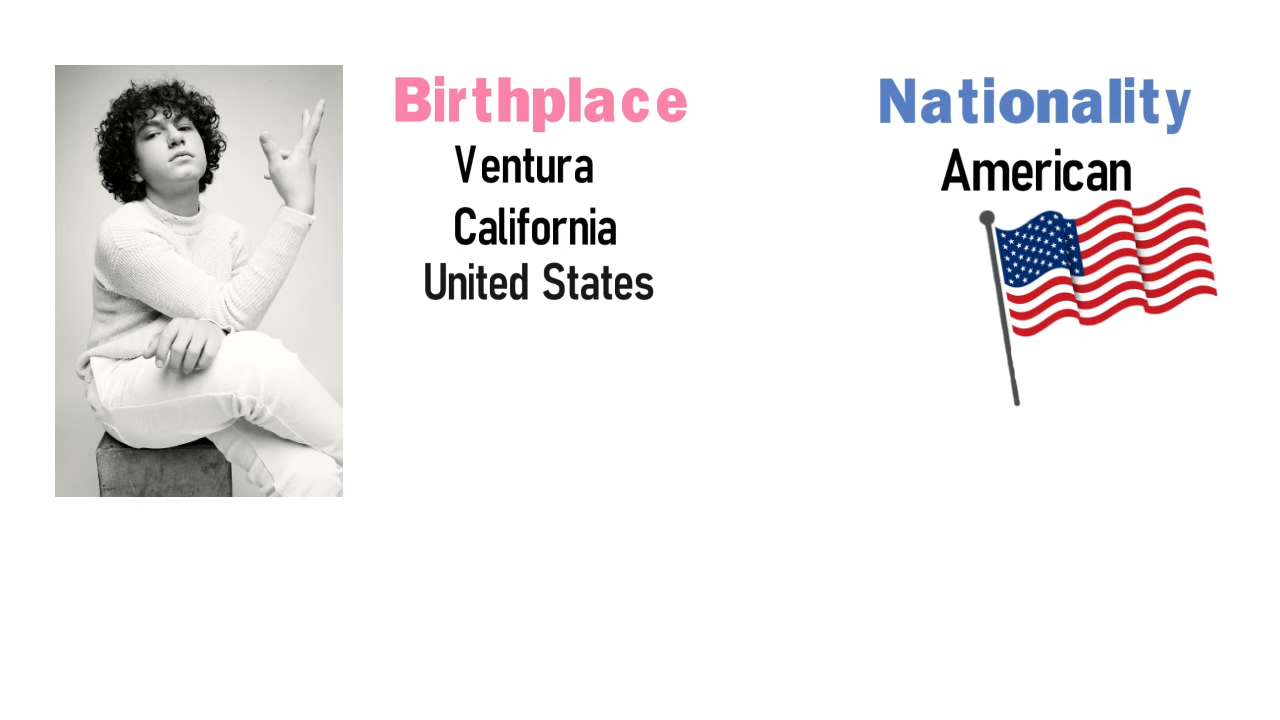 Birthplace
Ventura
California
United States
Nationality
American